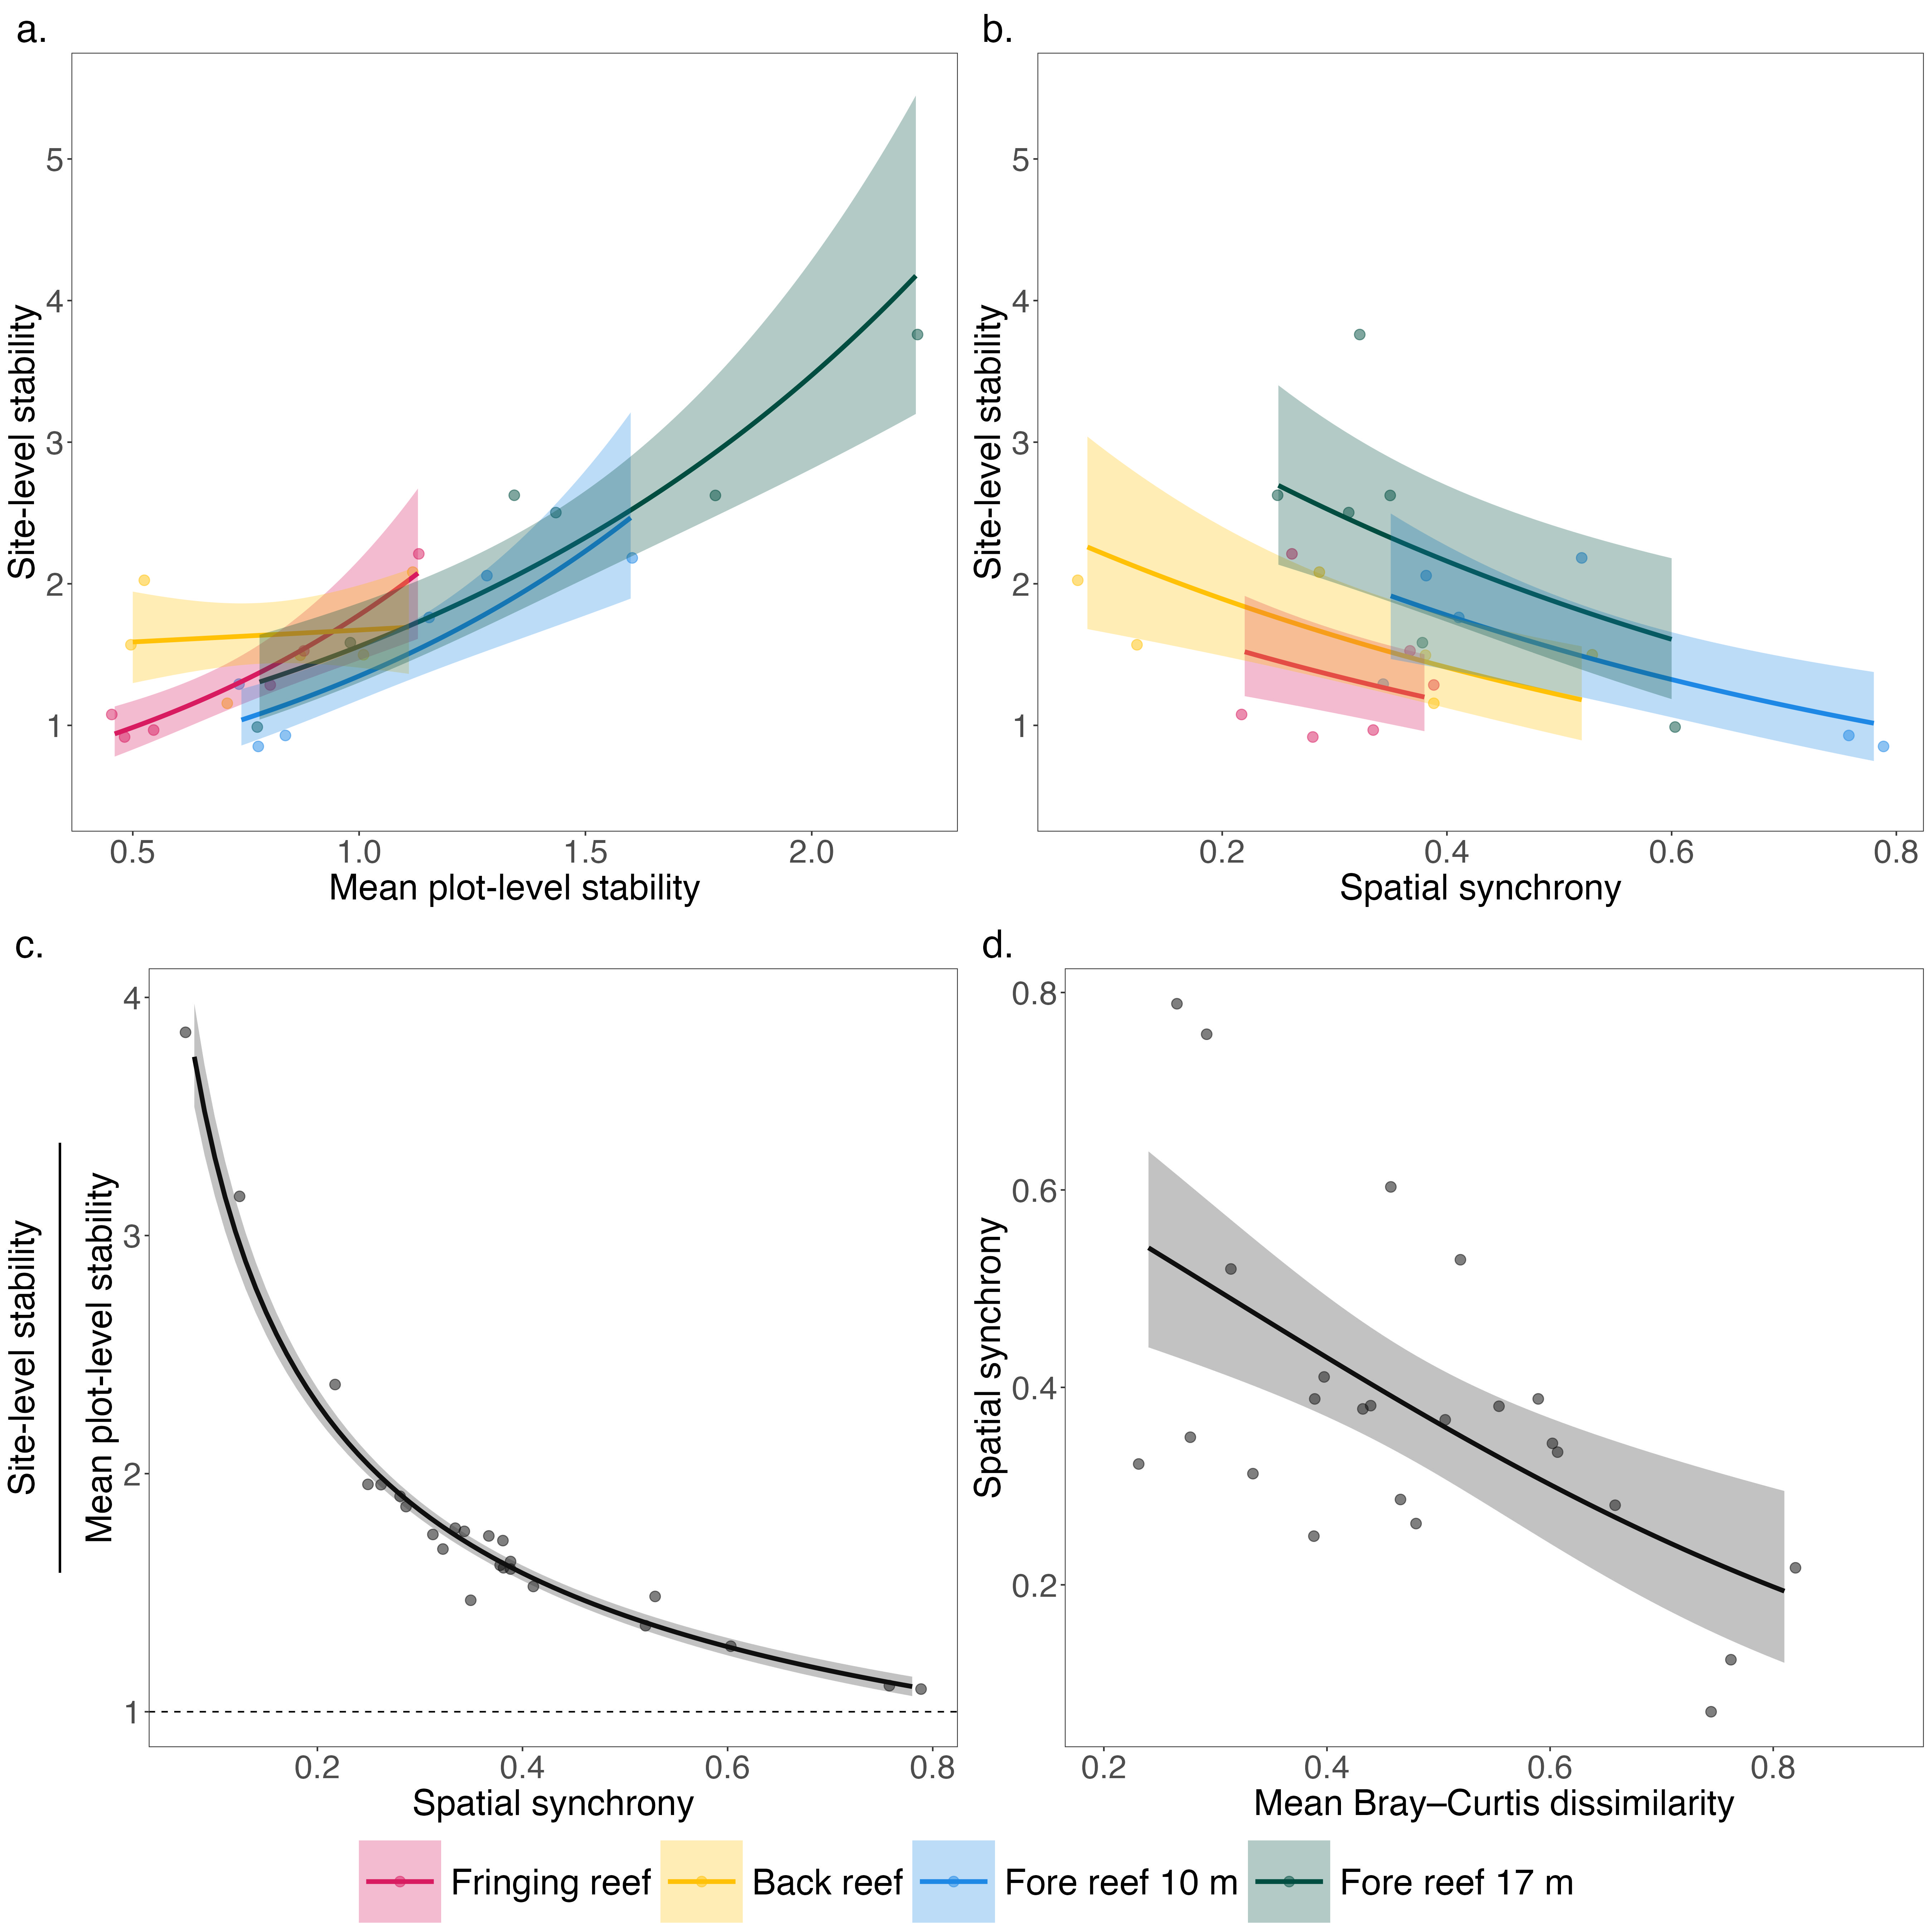 a.
Site-level stability
5
4
3
2
1
0.5 1.0 1.5 2.0
Mean plot-level stability
b.
Site-level stability
5
4
3
2
1
0.2 0.4 0.6 0.8
Spatial synchrony
c.
Site-level stability
Mean plot-level stability
4
3
2
1
0.2 0.4 0.6 0.8
Spatial synchrony
d.
Spatial synchrony
0.8
0.6
0.4
0.2
0.2 0.4 0.6 0.8
Mean Bray–Curtis dissimilarity
Fringing reef Back reef Fore reef 10 m Fore reef 17 m